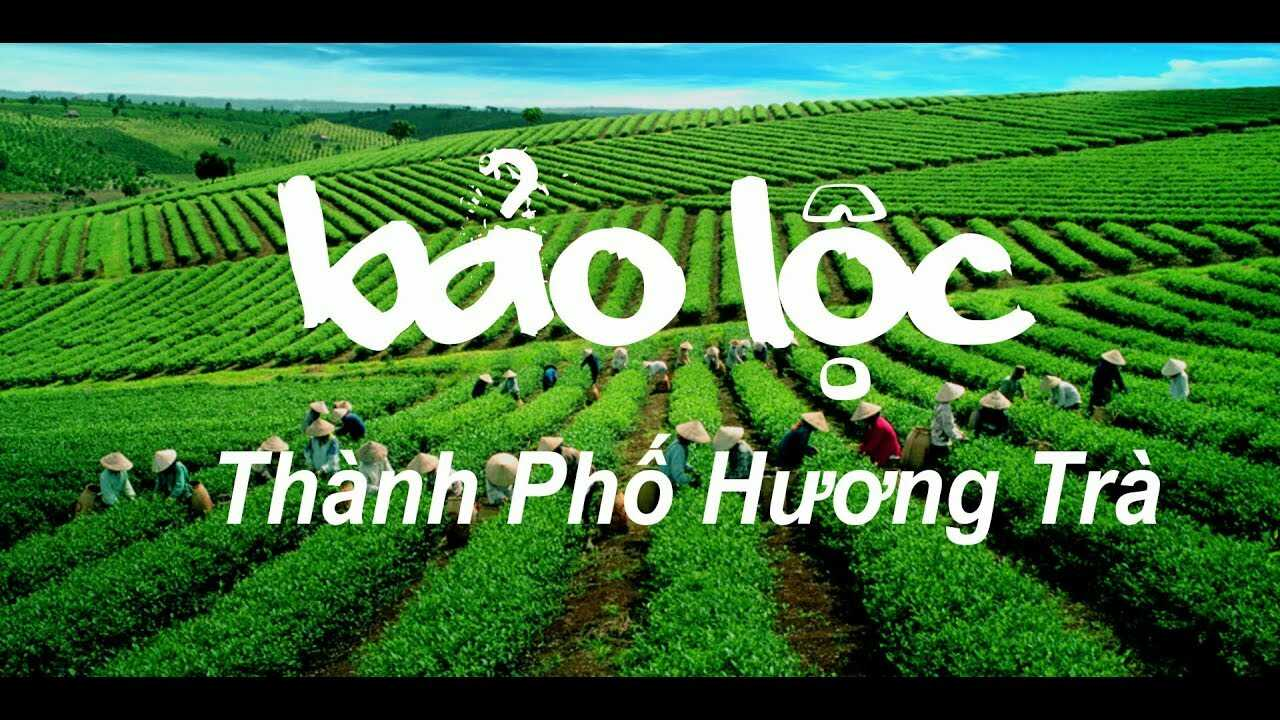 bảo lộc
Thành Phố Hương Trà